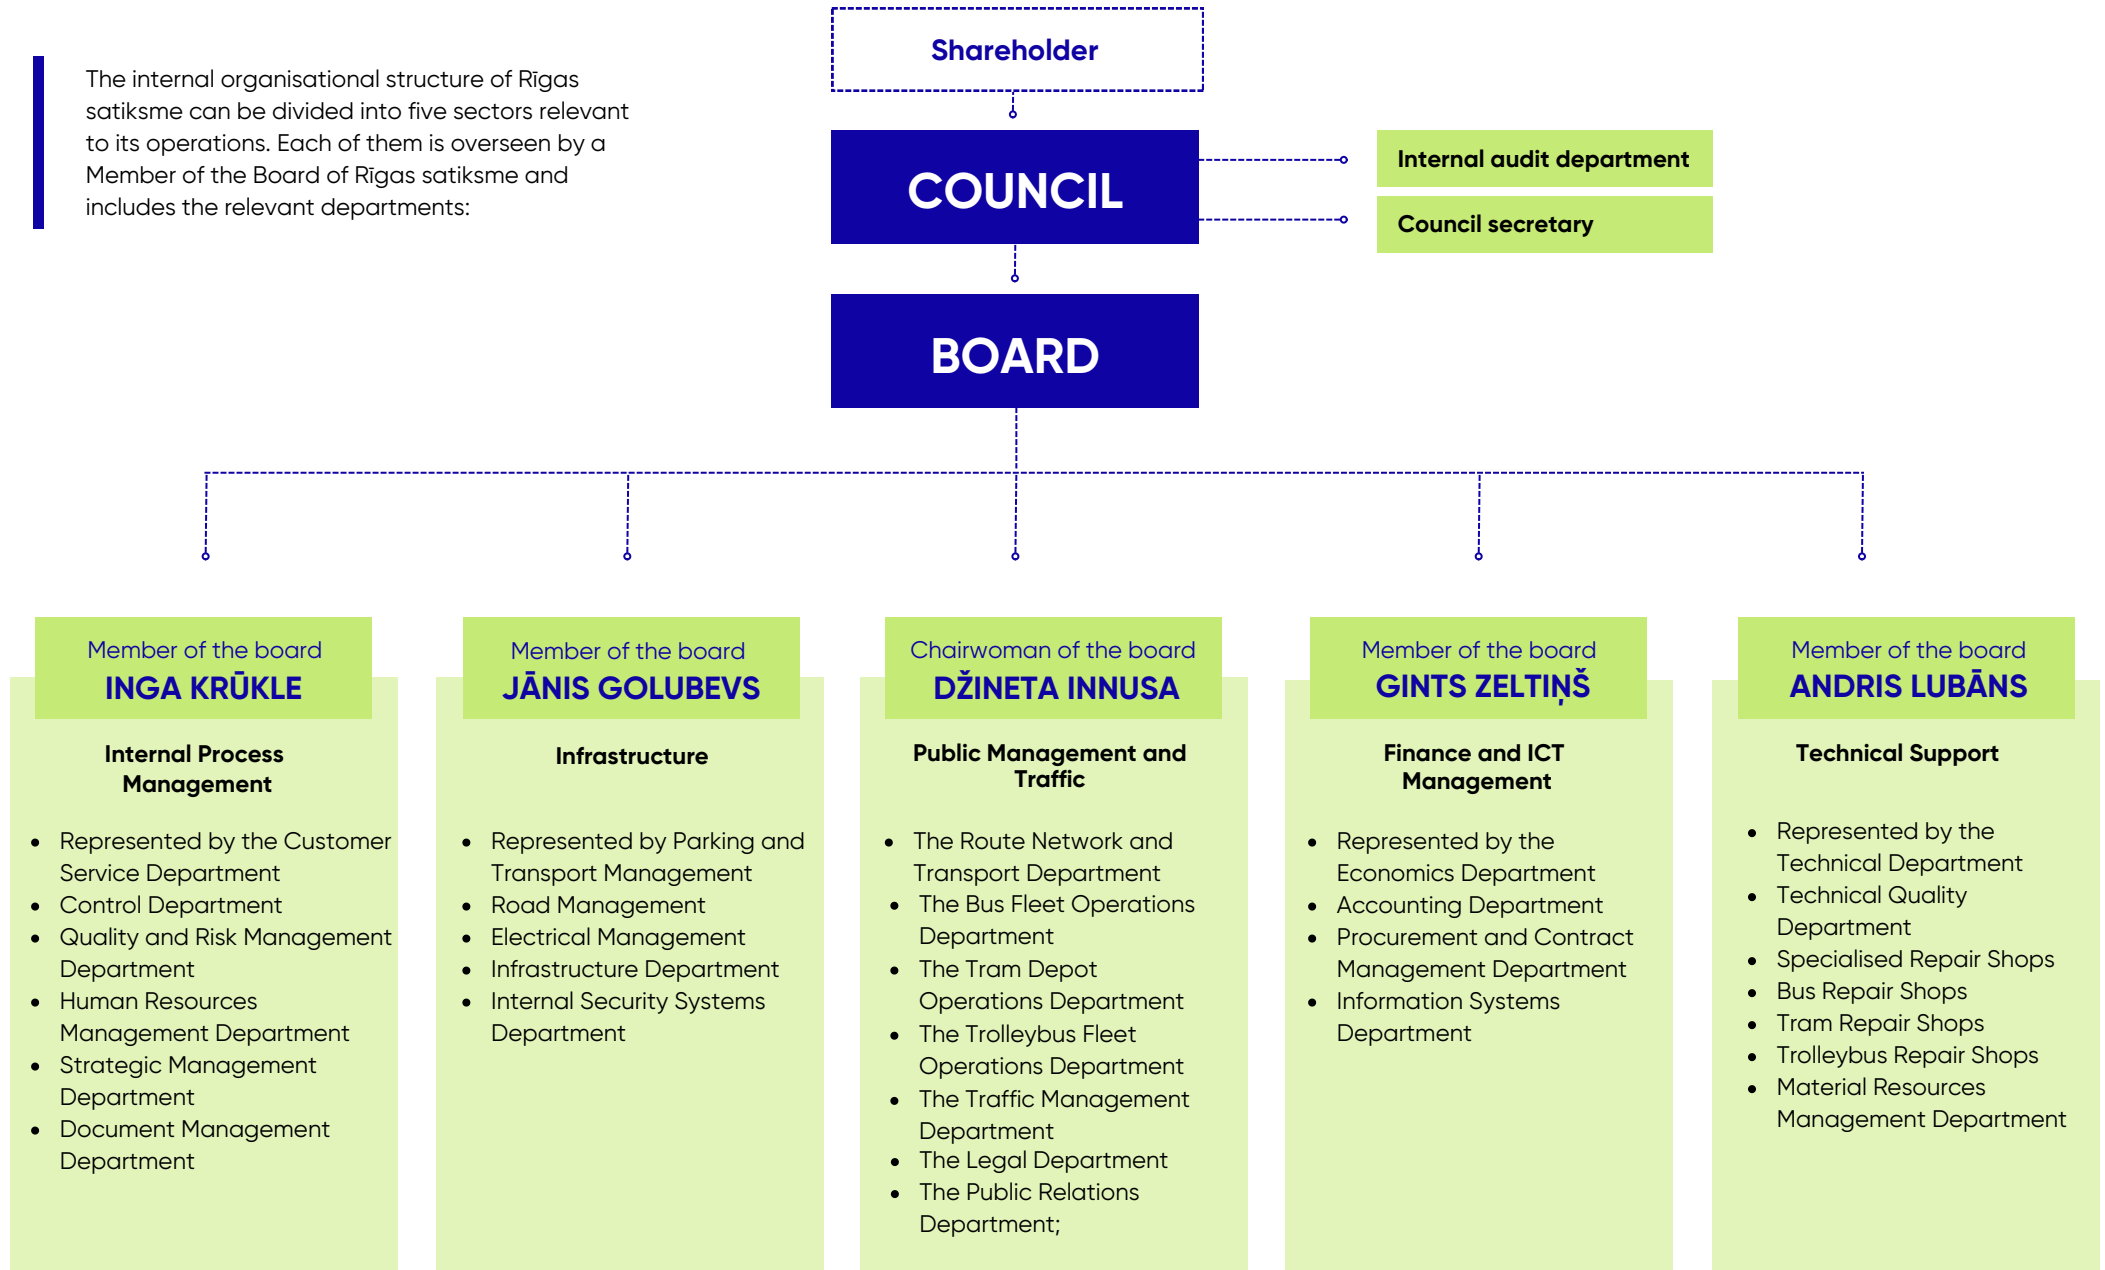 The internal organisational structure of Rīgas
satiksme can be divided into five sectors relevant
to its operations. Each of them is overseen by a
Member of the Board of Rīgas satiksme and
includes the relevant departments:
Shareholder
COUNCIL
Internal audit department
Council secretary
BOARD
Member of the board
INGA KRŪKLE
Internal Process
Management
• Represented by the Customer
Service Department
• Control Department
• Quality and Risk Management
Department
• Human Resources
Management Department
• Strategic Management
Department
• Document Management
Department
Member of the board
JĀNIS GOLUBEVS
Infrastructure
• Represented by Parking and
Transport Management
• Road Management
• Electrical Management
• Infrastructure Department
• Internal Security Systems
Department
Chairwoman of the board
DŽINETA INNUSA
Public Management and
Traffic
• The Route Network and
Transport Department
• The Bus Fleet Operations
Department
• The Tram Depot
Operations Department
• The Trolleybus Fleet
Operations Department
• The Traffic Management
Department
• The Legal Department
• The Public Relations
Department;
Member of the board
GINTS ZELTIŅŠ
Finance and ICT
Management
• Represented by the
Economics Department
• Accounting Department
• Procurement and Contract
Management Department
• Information Systems
Department
Member of the board
ANDRIS LUBĀNS
Technical Support
• Represented by the
Technical Department
• Technical Quality
Department
• Specialised Repair Shops
• Bus Repair Shops
• Tram Repair Shops
• Trolleybus Repair Shops
• Material Resources
Management Department